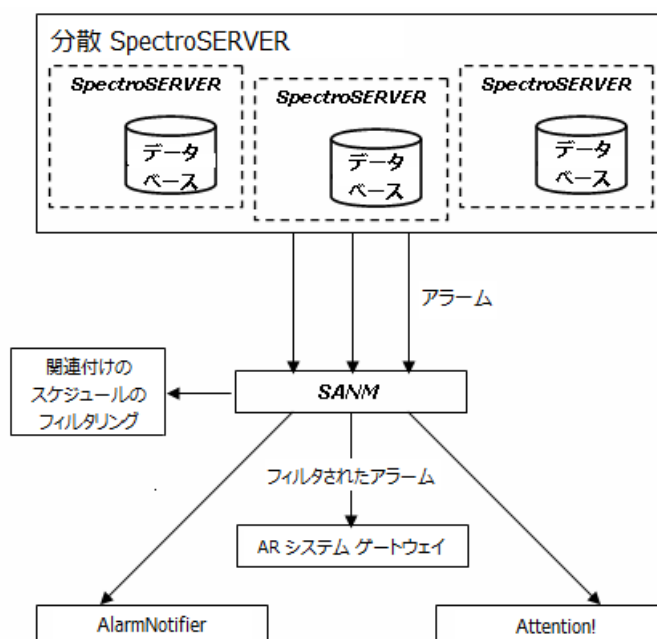 分散 SpectroSERVER
SpectroSERVER
データ
ベース
SpectroSERVER
データ
ベース
SpectroSERVER
データ
ベース
アラーム
関連付けの
スケジュールの
フィルタリング
SANM
フィルタされたアラーム
AR システム ゲートウェイ
AlarmNotifier
Attention!